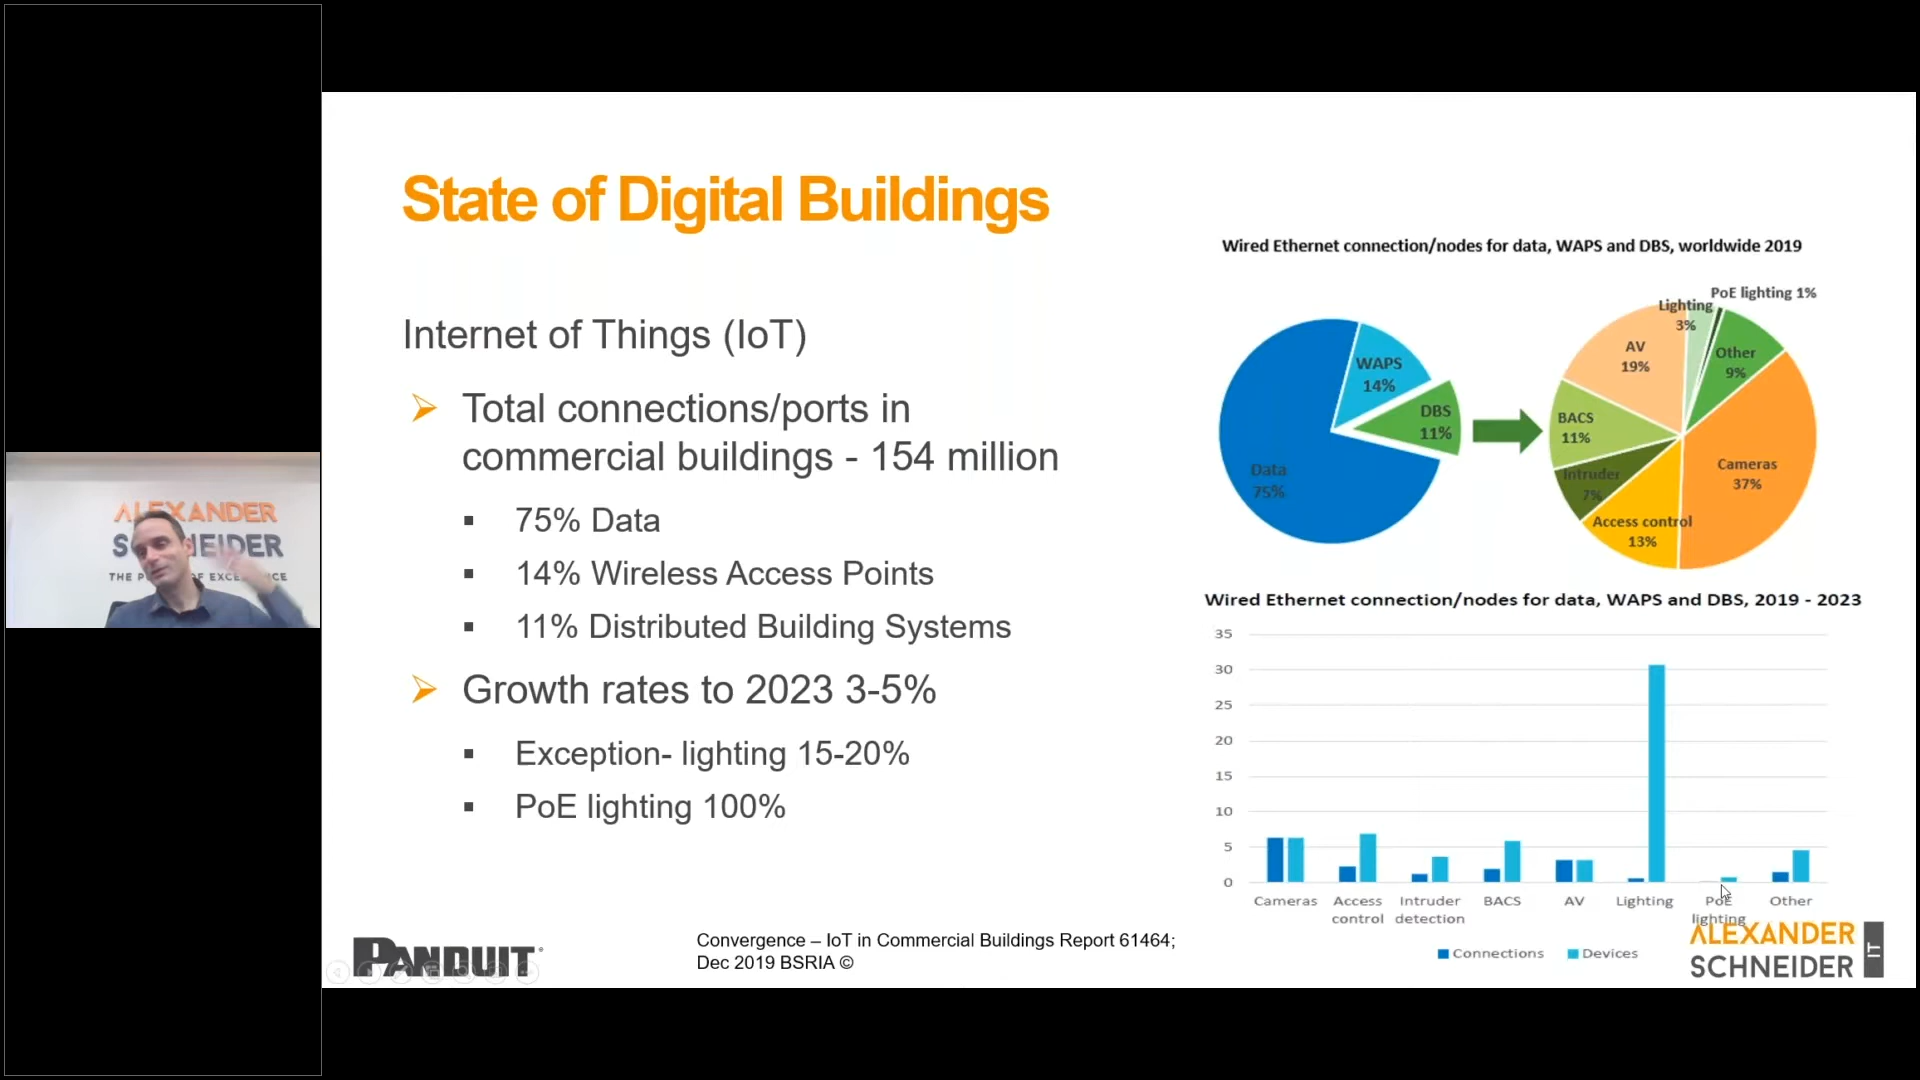 State of Digital Buildings
Internet of Things (IoT)
Total connections/ports in
commercial buildings - 154 million
75% Data
14% Wireless Access Points
11% Distributed Building Systems
Growth rates to 2023 3-5%
Exception- lighting 15-20%
PoE lighting 100%
Wired Ethernet connection/nodes for data, WAPS and DBS, worldwide 2019
Data
75%
WAPS
14%
DBS
11%
Lighting
3%
PoE lighting 1%
Other
9%
AV
19%
BACS
11%
Intruder
7%
Access control
13%
Cameras
37%
Wired Ethernet connection/nodes for data, WAPS and DBS, 2019 - 2023
35
30
25
20
15
10
5
0
Cameras
Access
control
Intruder
detection
BACS
AV
Lighting
PoE
lighting
Other
Connections
Devices
PANDUIT
Convergence – IoT in Commercial Buildings Report 61464;
Dec 2019 BSRIA ©
ALEXANDER
SCHNEIDER
IT
ALEXANDER